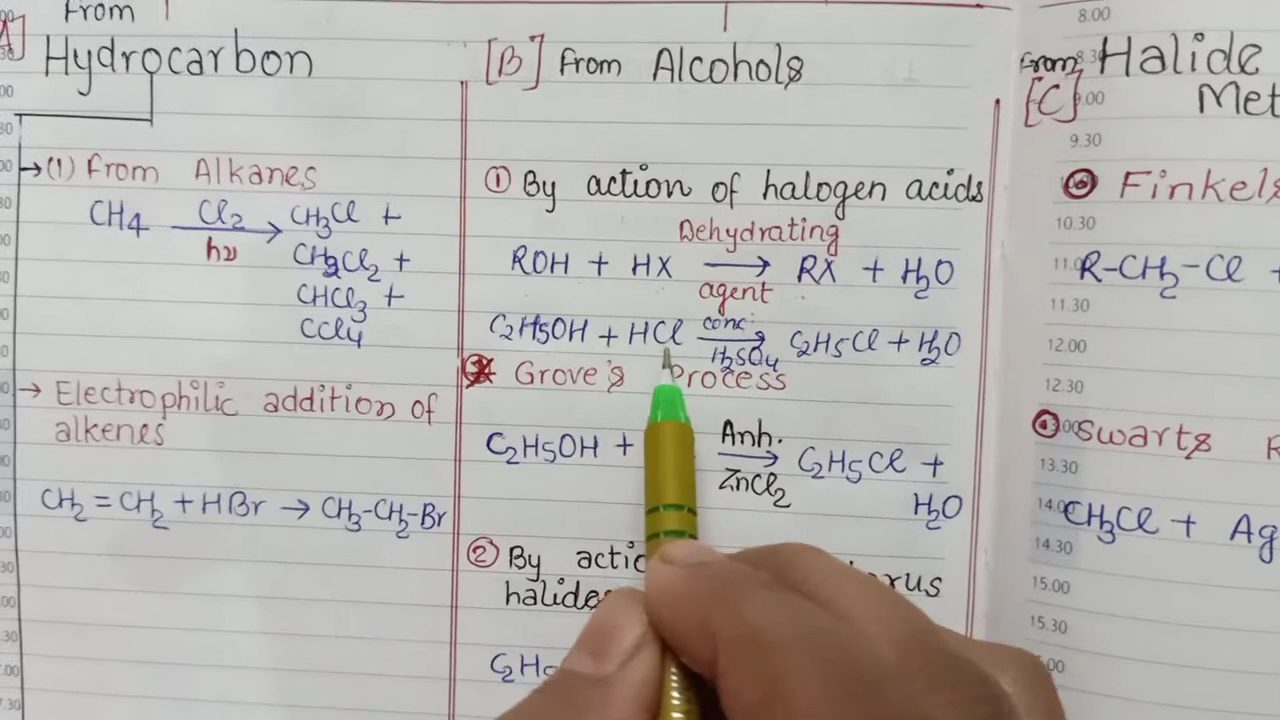 From
A]
Hydrocarbon
→(1) From Alkanes
CH4 Cl2 → hν CH3Cl +
CH2Cl2 +
CHCl3 +
CCl4
→ Electrophilic addition of
alkenes
CH2 = CH2 + HBr → CH3-CH2-Br
[B] From Alcohols
① By action of halogen acids
Dehydrating
ROH + HX → RX + H2O
agent
C2H5OH + HCl conc. → H2SO4 C2H5Cl + H2O
Grove's Process
C2H5OH + Anh. → ZnCl2 C2H5Cl +
H2O
② By
halides
From Halide
[C] Met
8.00
9.00
9.30
Finkels
10.30
11.00
R-CH2-Cl +
11.30
12.00
12.30
Swarts R
13.30
14.00
CH3Cl + Ag
14.30
15.00
15.30